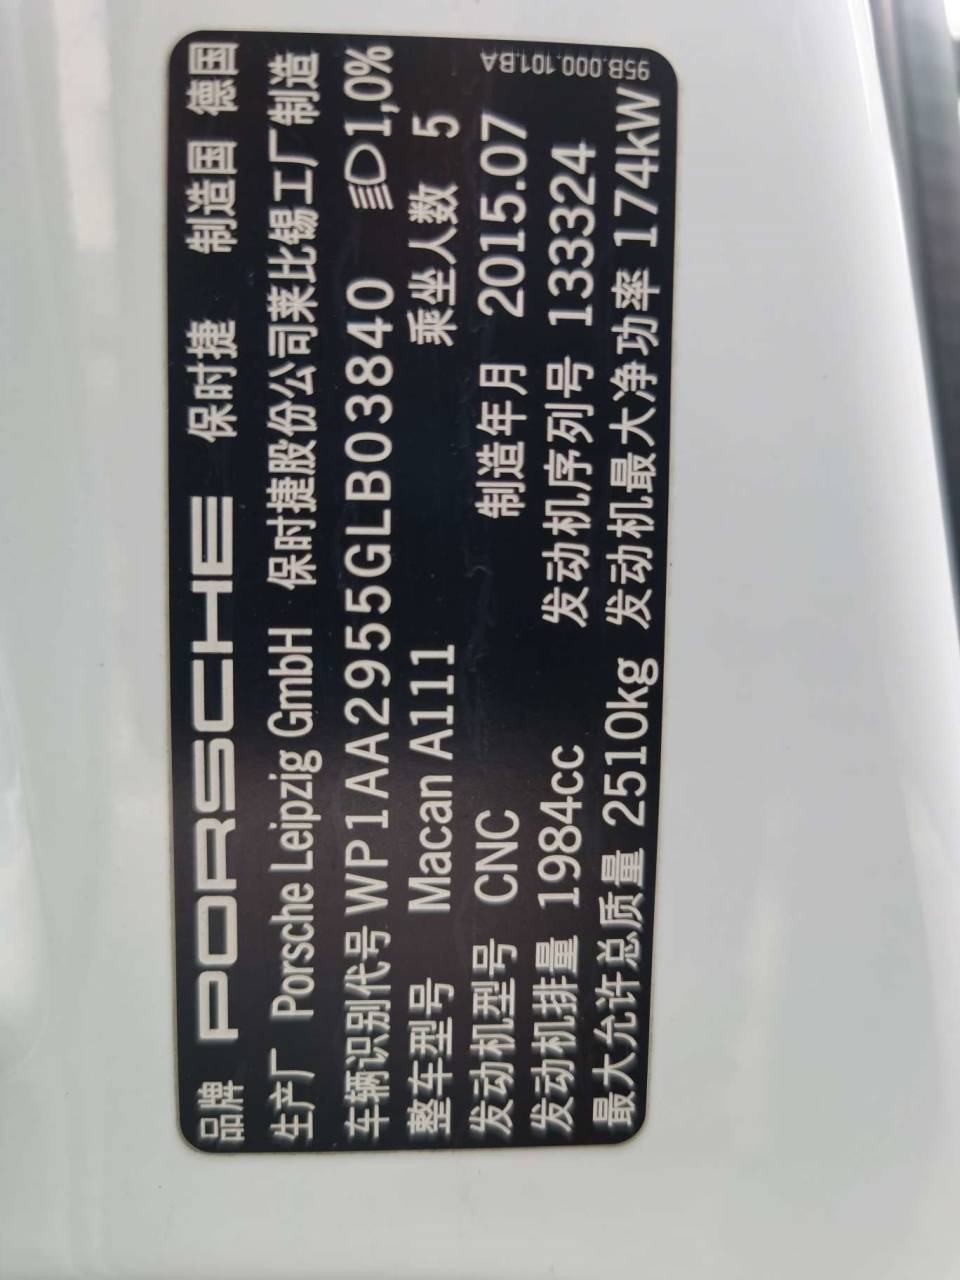 品牌 PORSCHE 保时捷 制造国 德国
生产厂 Porsche Leipzig GmbH 保时捷股份公司莱比锡工厂制造
车辆识别代号 WP1AA2955GLB03840 1,0%
整车型号 Macan A111 乘坐人数 5
发动机型号 CNC 制造年月 2015.07
发动机排量 1984cc 发动机序列号 133324
最大允许总质量 2510kg 发动机最大净功率 174kW
95B.000.101.BA